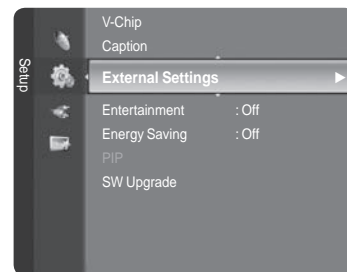 Setup
V-Chip
Caption
External Settings
Entertainment : Off
Energy Saving : Off
PIP
SW Upgrade